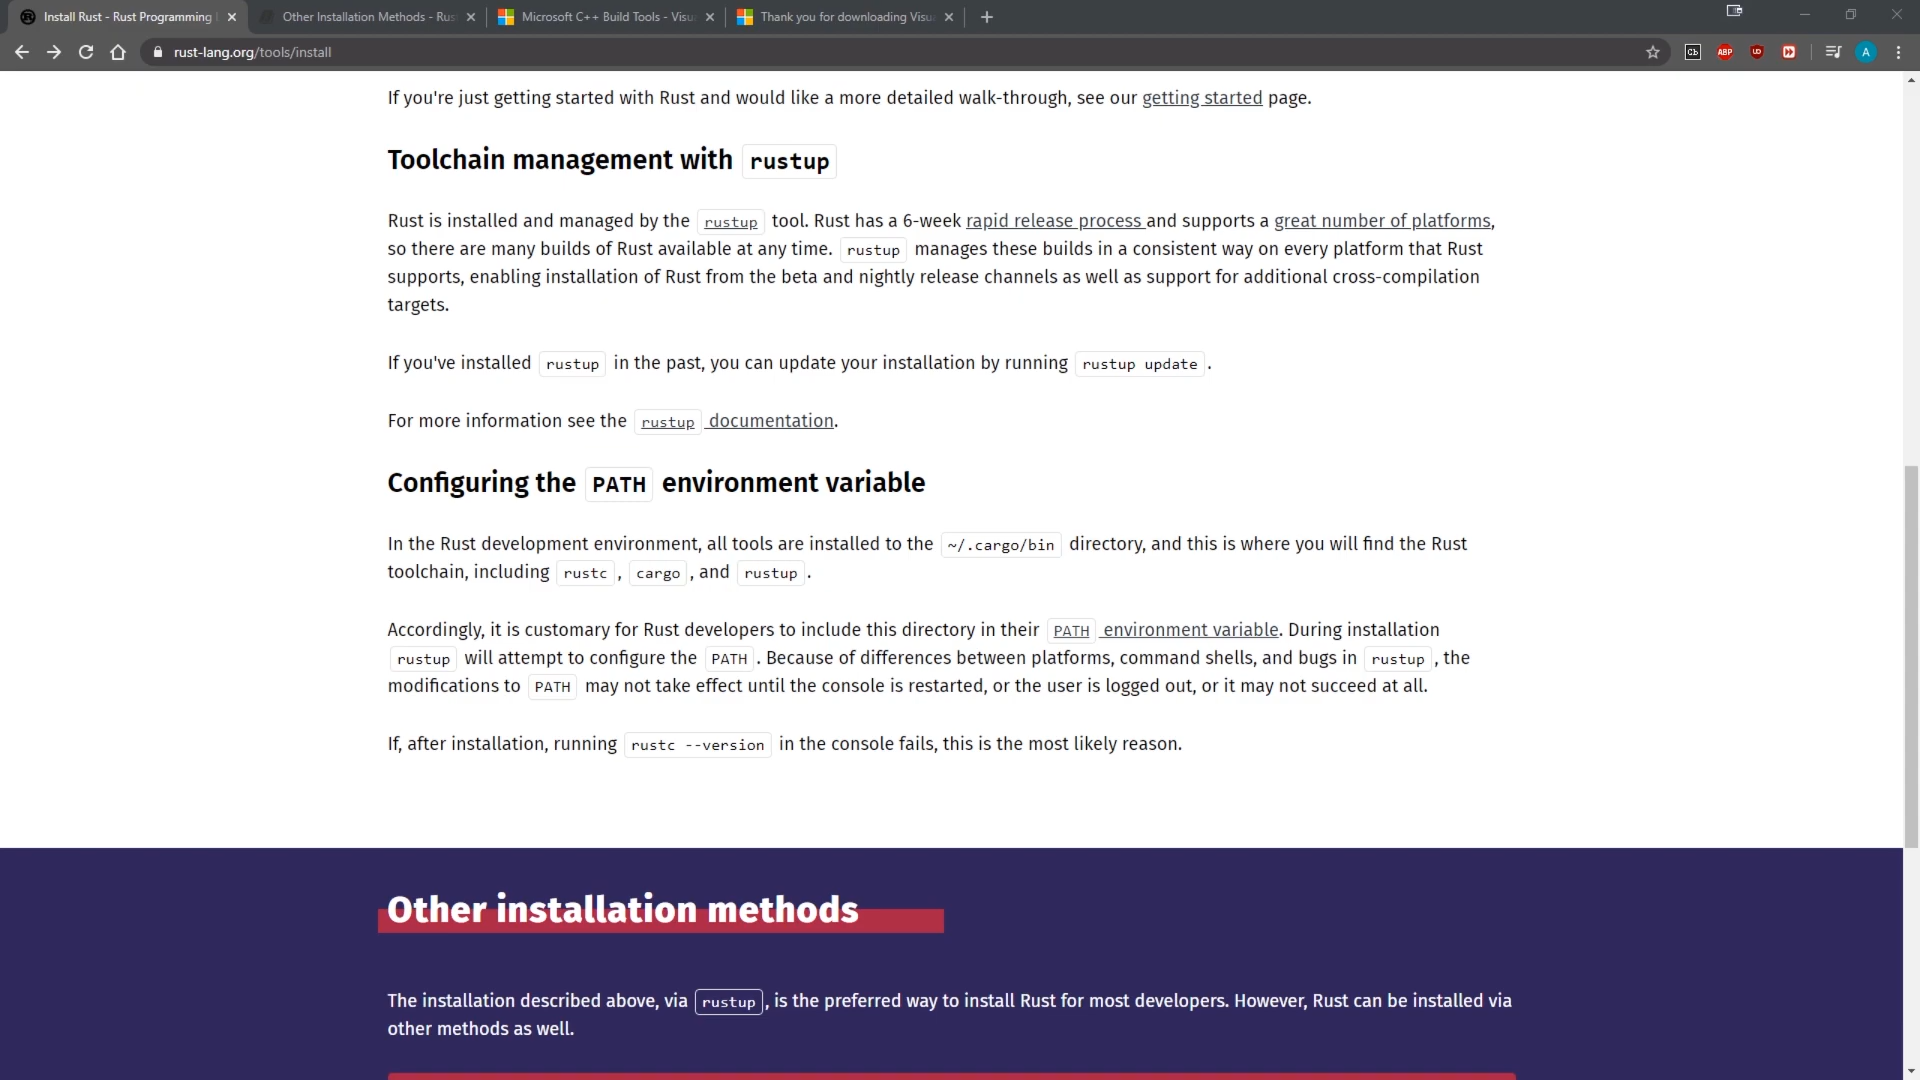 Install Rust - Rust Programming
Other Installation Methods - Rus
Microsoft C++ Build Tools - Visu
Thank you for downloading Visua
rust-lang.org/tools/install
Cb
ABP
UD
A
If you're just getting started with Rust and would like a more detailed walk-through, see our getting started page.
Toolchain management with rustup
Rust is installed and managed by the rustup tool. Rust has a 6-week rapid release process and supports a great number of platforms,
so there are many builds of Rust available at any time. rustup manages these builds in a consistent way on every platform that Rust
supports, enabling installation of Rust from the beta and nightly release channels as well as support for additional cross-compilation
targets.
If you've installed rustup in the past, you can update your installation by running rustup update.
For more information see the rustup documentation.
Configuring the PATH environment variable
In the Rust development environment, all tools are installed to the ~/.cargo/bin directory, and this is where you will find the Rust
toolchain, including rustc, cargo, and rustup.
Accordingly, it is customary for Rust developers to include this directory in their PATH environment variable. During installation
rustup will attempt to configure the PATH. Because of differences between platforms, command shells, and bugs in rustup, the
modifications to PATH may not take effect until the console is restarted, or the user is logged out, or it may not succeed at all.
If, after installation, running rustc --version in the console fails, this is the most likely reason.
Other installation methods
The installation described above, via rustup, is the preferred way to install Rust for most developers. However, Rust can be installed via
other methods as well.